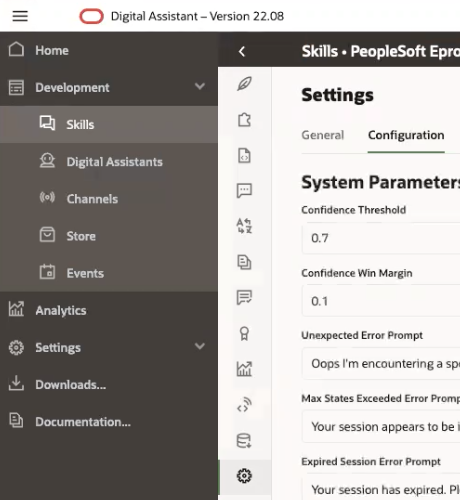 Digital Assistant – Version 22.08
Home
Development
Skills
Digital Assistants
Channels
Store
Events
Analytics
Settings
Downloads...
Documentation...
Skills • PeopleSoft Epro
Settings
General Configuration
System Parameters
Confidence Threshold
0.7
Confidence Win Margin
0.1
Unexpected Error Prompt
Oops I'm encountering a spe
Max States Exceeded Error Promp
Your session appears to be i
Expired Session Error Prompt
Your session has expired. Pl